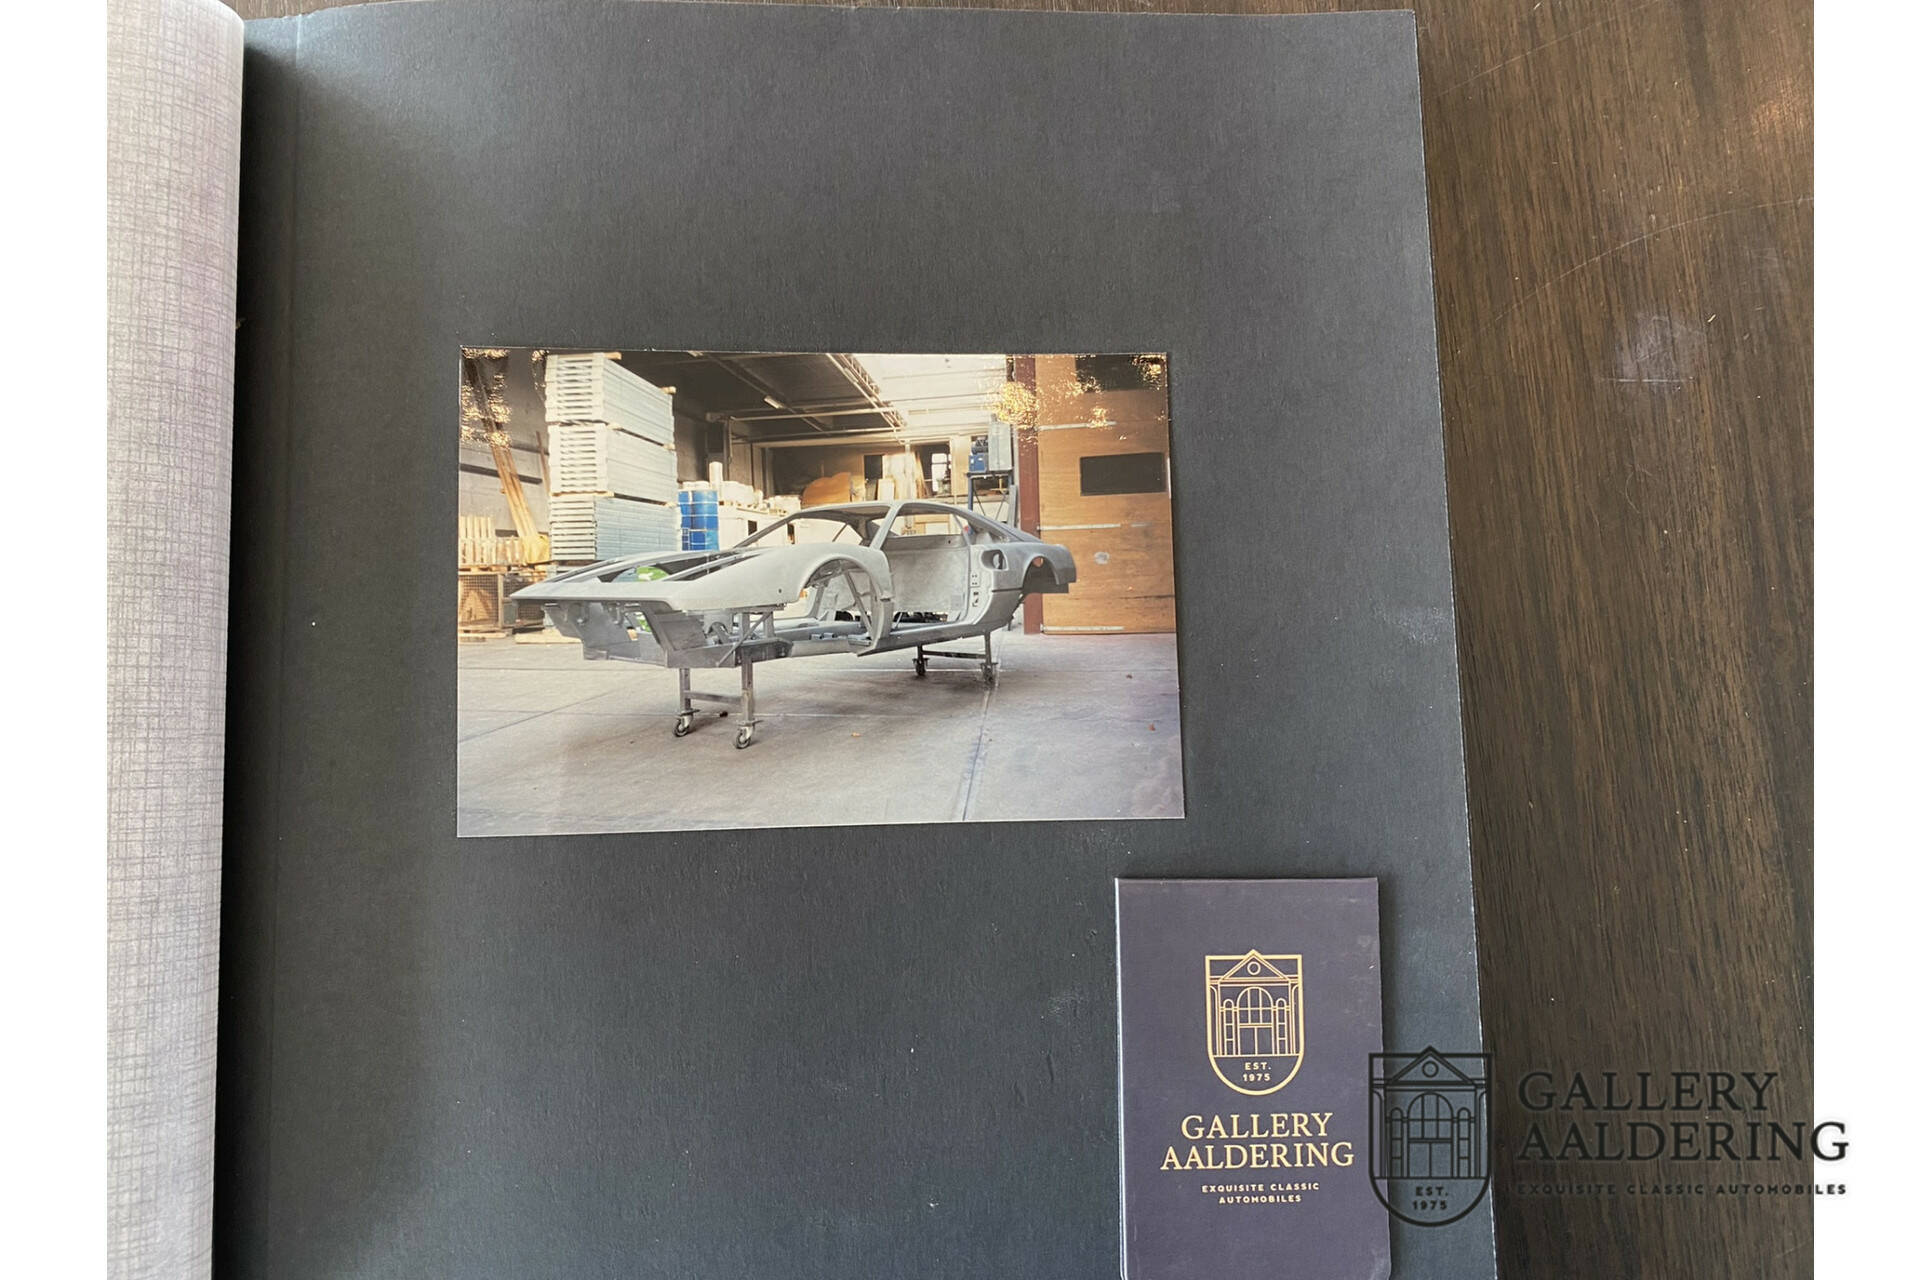 EST.
1975
GALLERY
AALDERING
EXQUISITE CLASSIC
AUTOMOBILES
EST.
1975
GALLERY
AALDERING
EXQUISITE CLASSIC AUTOMOBILES